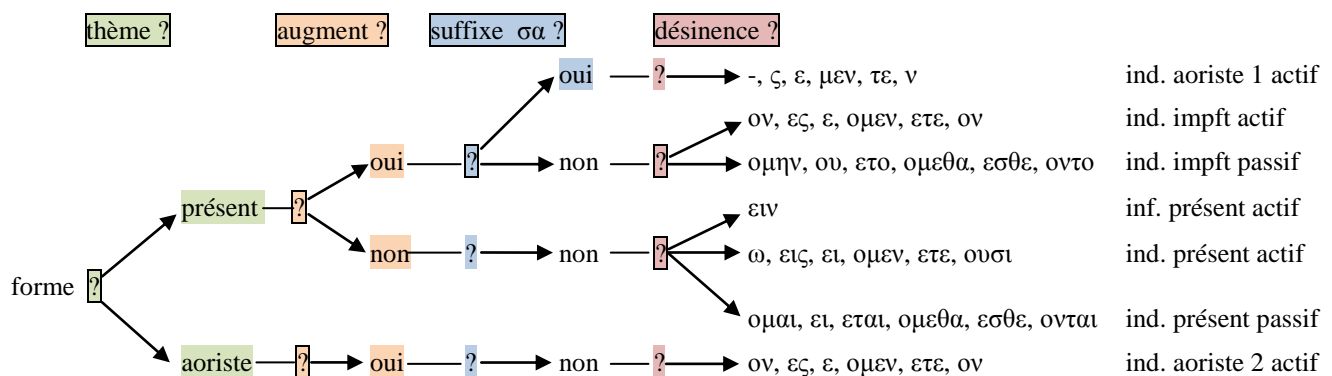 thème ? augment ? suffixe σα ? désinence ?
oui ? -, ς, ε, μεν, τε, ν ind. aoriste 1 actif
ον, ες, ε, ομεν, ετε, ον ind. impft actif
oui ? non ? ομην, ου, ετο, ομεθα, εσθε, οντο ind. impft passif
présent ? ειν inf. présent actif
non ? non ? ω, εις, ει, ομεν, ετε, ουσι ind. présent actif
forme ?
ομαι, ει, εται, ομεθα, εσθε, ονται ind. présent passif
aoriste ? oui ? non ? ον, ες, ε, ομεν, ετε, ον ind. aoriste 2 actif